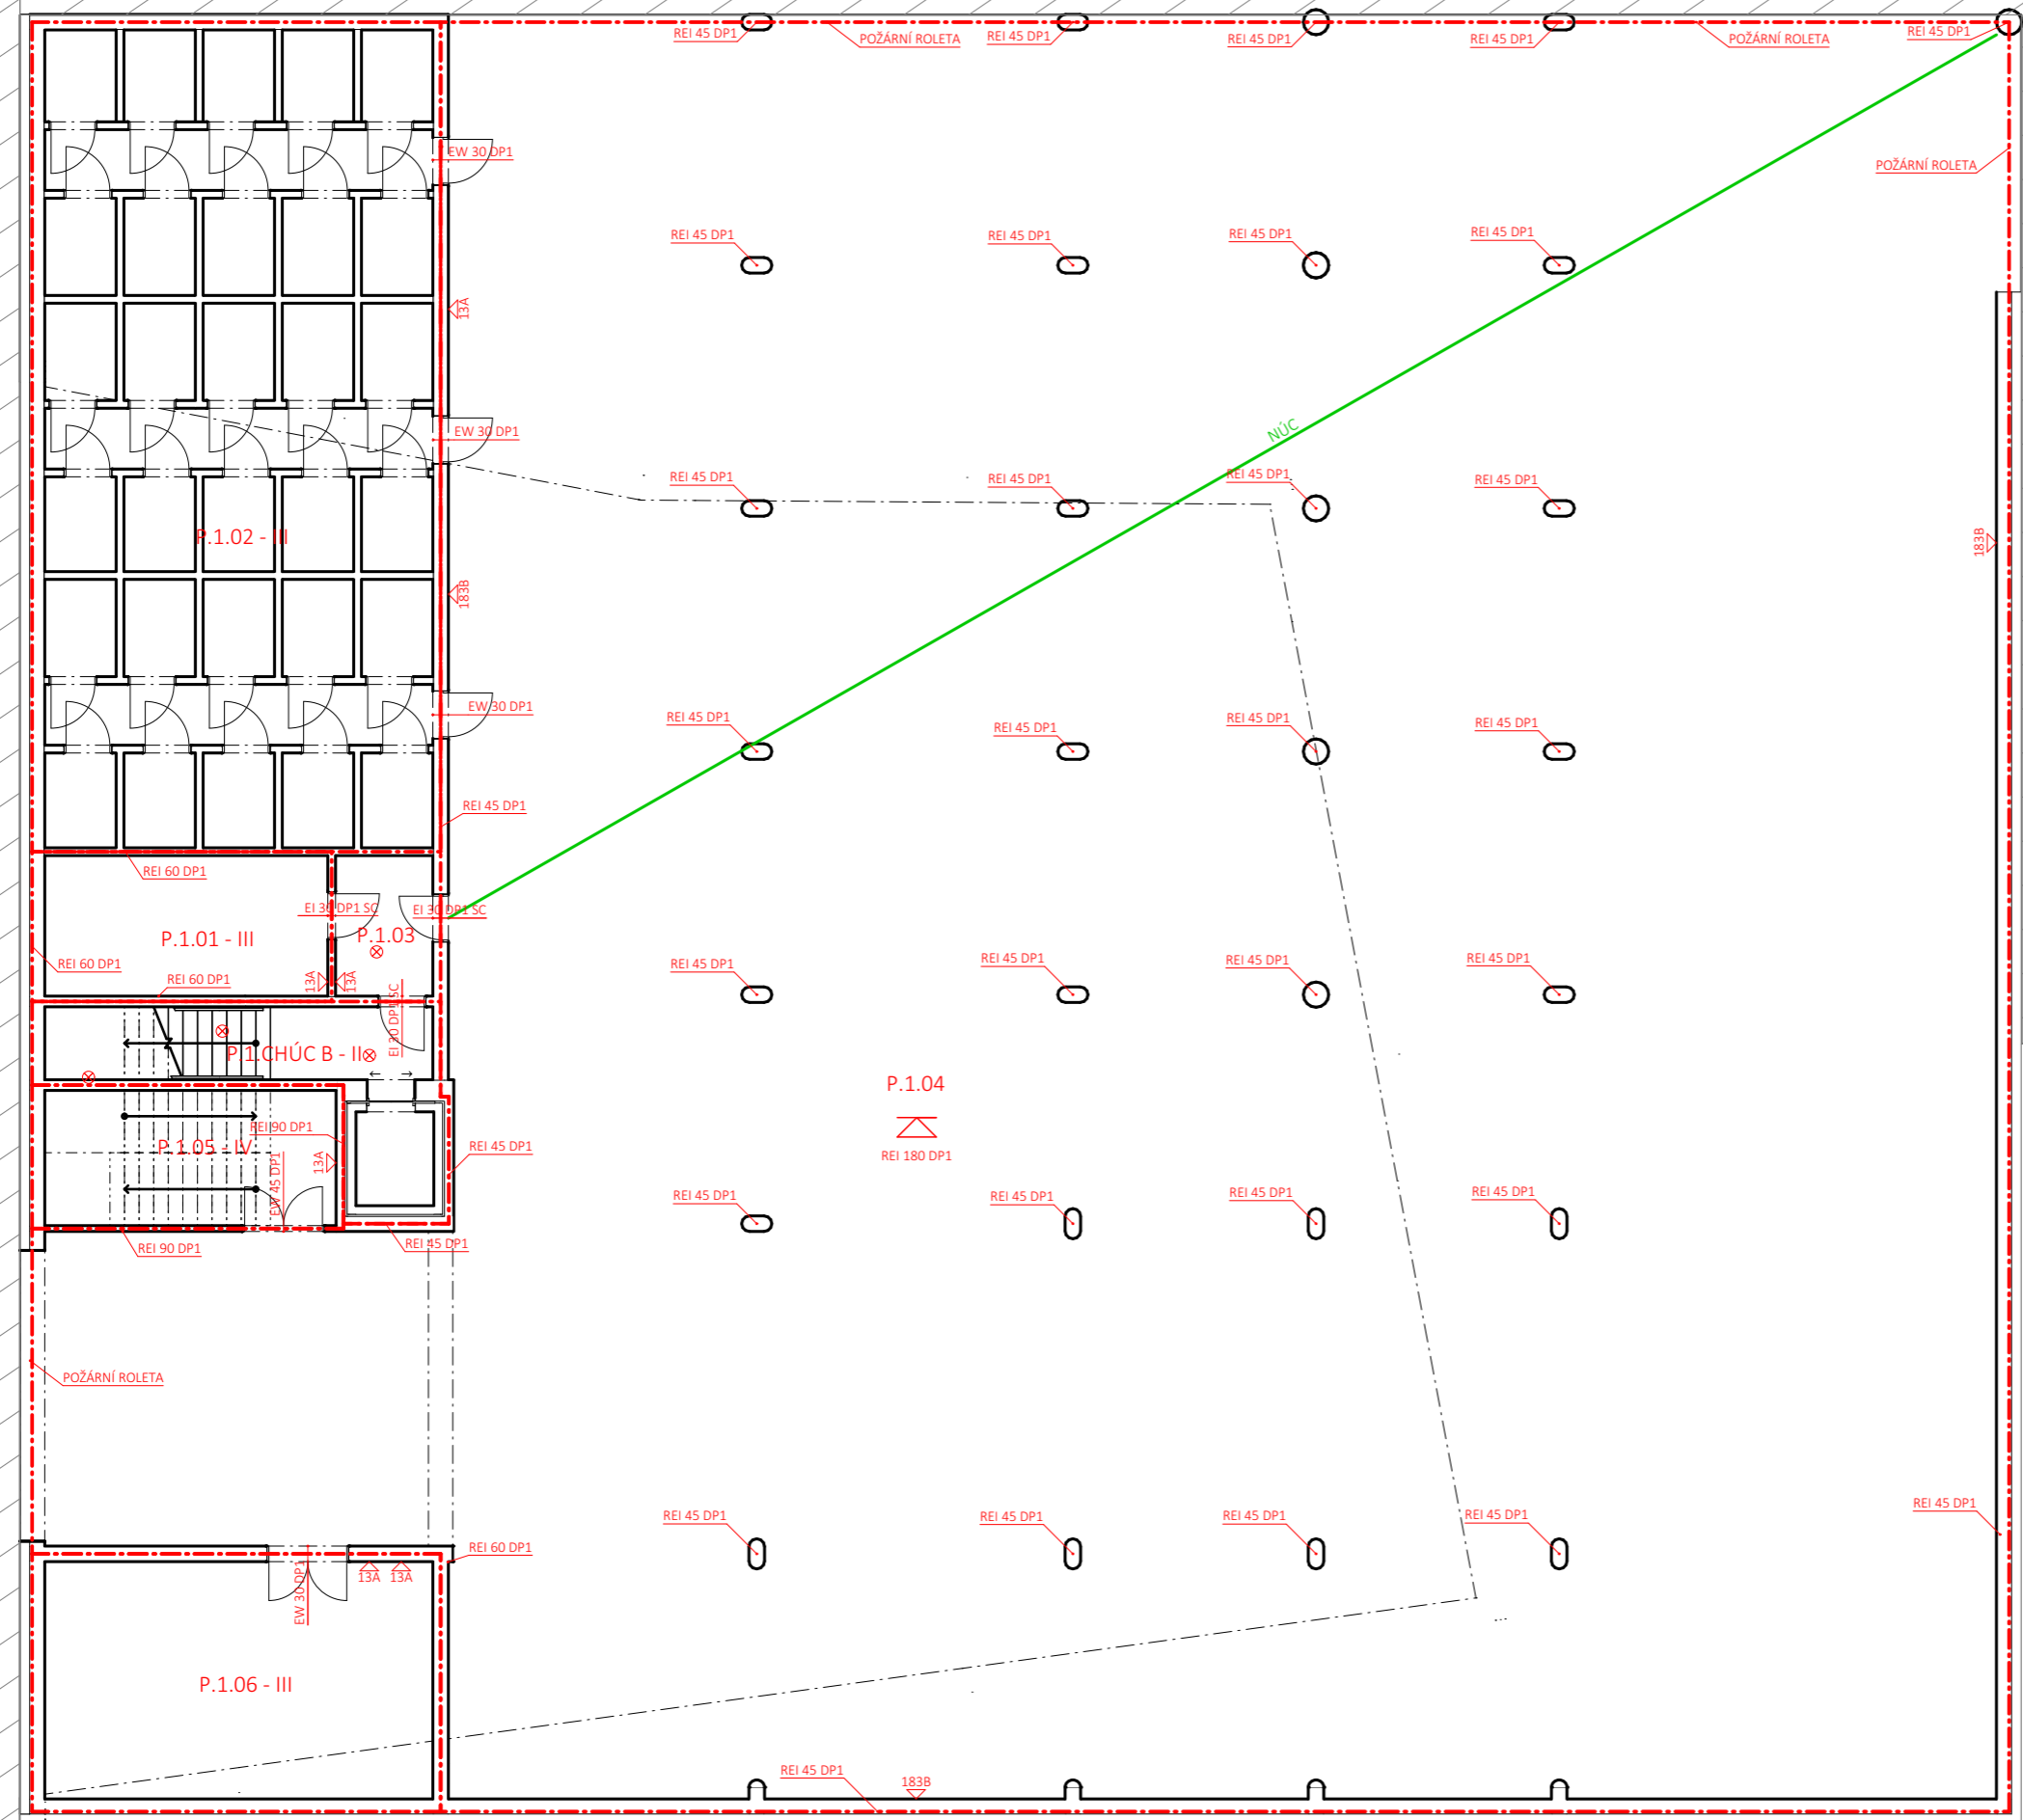 REI 45 DP1
POŽÁRNÍ ROLETA
REI 45 DP1
REI 45 DP1
REI 45 DP1
POŽÁRNÍ ROLETA
REI 45 DP1
EW 30 DP1
POŽÁRNÍ ROLETA
REI 45 DP1
REI 45 DP1
REI 45 DP1
REI 45 DP1
13A
EW 30 DP1
NÚC
REI 45 DP1
REI 45 DP1
REI 45 DP1
REI 45 DP1
P.1.02 - III
183B
183B
EW 30 DP1
REI 45 DP1
REI 45 DP1
REI 45 DP1
REI 45 DP1
REI 45 DP1
REI 60 DP1
EI 30 DP1 SC
EI 30 DP1 SC
P.1.01 - III
P.1.03
REI 60 DP1
REI 60 DP1
13A
13A
REI 45 DP1
REI 45 DP1
REI 45 DP1
REI 45 DP1
EI 30 DP1 SC
P.1.CHÚC B - II
P.1.04
REI 180 DP1
REI 90 DP1
P.1.05 - IV
13A
EW 45 DP1
REI 45 DP1
REI 45 DP1
REI 45 DP1
REI 45 DP1
REI 45 DP1
REI 90 DP1
REI 45 DP1
POŽÁRNÍ ROLETA
REI 45 DP1
REI 45 DP1
REI 45 DP1
REI 45 DP1
REI 45 DP1
REI 60 DP1
EW 30 DP1
13A
13A
P.1.06 - III
REI 45 DP1
183B